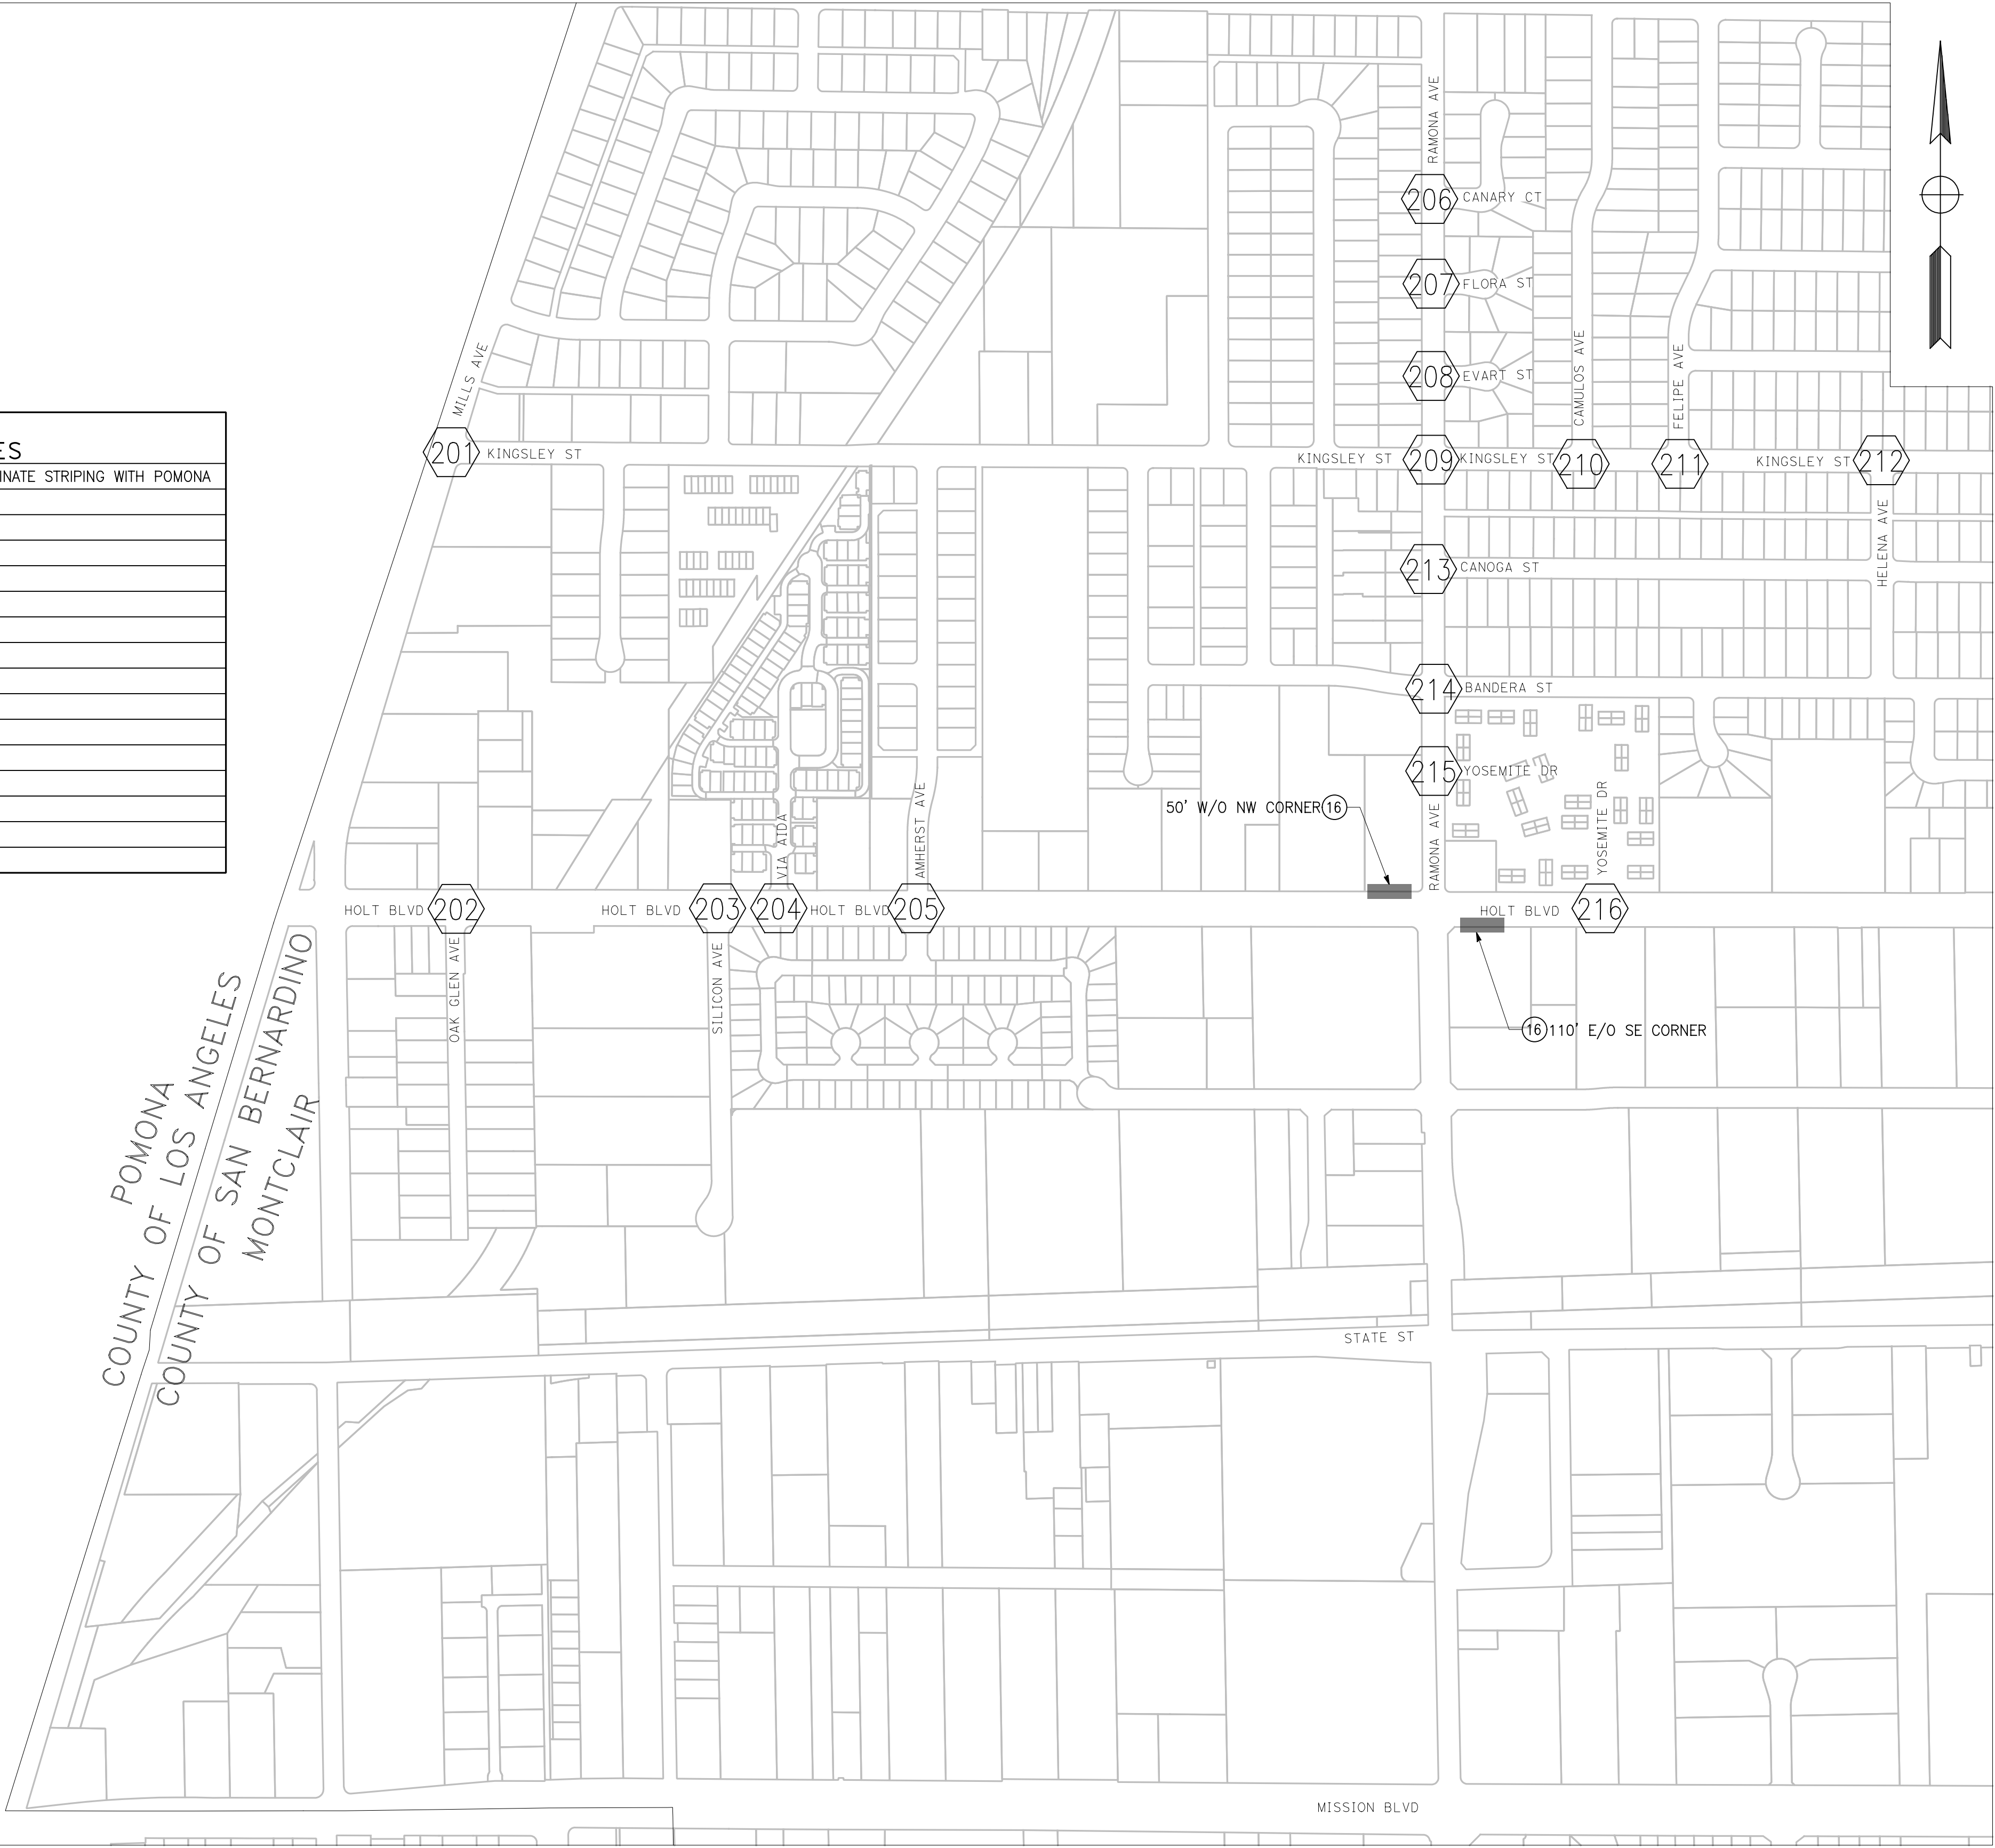 RAMONA AVE
206 CANARY CT
207 FLORA ST
208 EVART ST
CAMULOS AVE
FELIPE AVE
MILLS AVE
ES
INATE STRIPING WITH POMONA
201 KINGSLEY ST
KINGSLEY ST 209 KINGSLEY ST 210 211 KINGSLEY ST 212
HELENA AVE
213 CANOGA ST
214 BANDERA ST
215 YOSEMITE DR
YOSEMITE DR
50' W/O NW CORNER 16
RAMONA AVE
VIA AIDA
AMHERST AVE
HOLT BLVD 202
HOLT BLVD 203 204 HOLT BLVD 205
HOLT BLVD 216
OAK GLEN AVE
SILICON AVE
16 110' E/O SE CORNER
POMONA
COUNTY OF LOS ANGELES
COUNTY OF SAN BERNARDINO
MONTCLAIR
STATE ST
MISSION BLVD